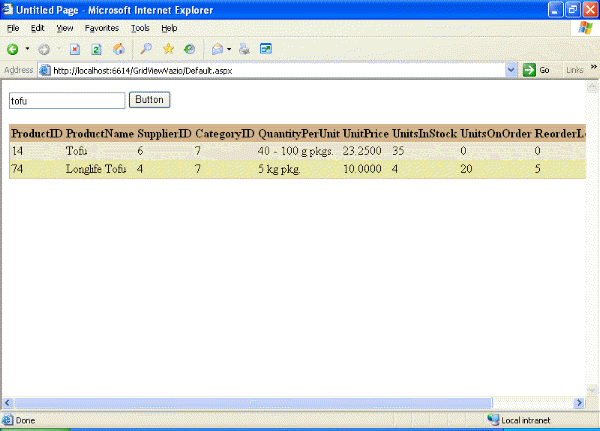 Untitled Page - Microsoft Internet Explorer
File Edit View Favorites Tools Help
Address http://localhost:6614/GridViewVazio/Default.aspx Go Links »
tofu Button
ProductID ProductName SupplierID CategoryID QuantityPerUnit UnitPrice UnitsInStock UnitsOnOrder ReorderLe
14 Tofu 6 7 40 - 100 g pkgs. 23.2500 35 0 0
74 Longlife Tofu 4 7 5 kg pkg. 10.0000 4 20 5
Done Local intranet